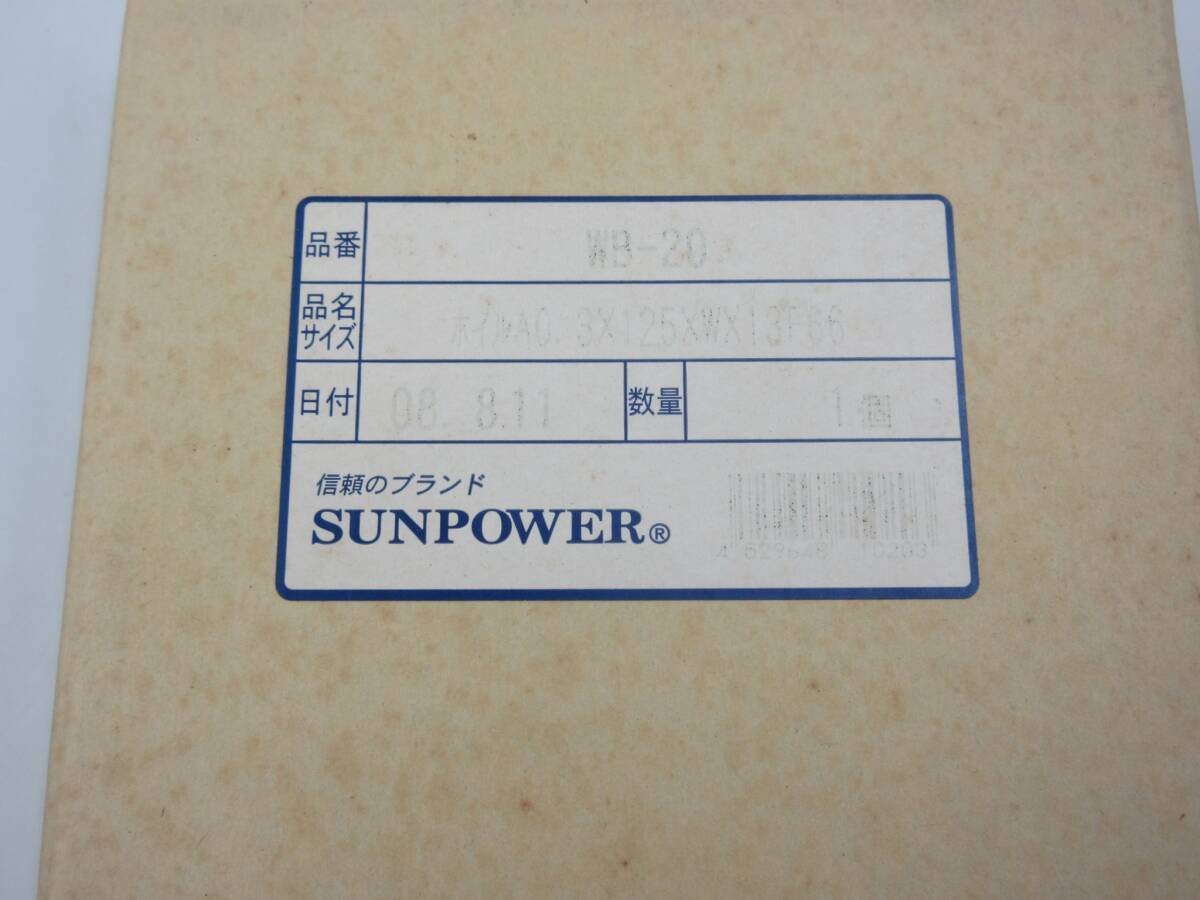 品番 WB-20
品名 サイズ ホイルA0.3X125XWX13F66
日付 08. 8.11 数量 1個
信頼のブランド
SUNPOWER®
10203